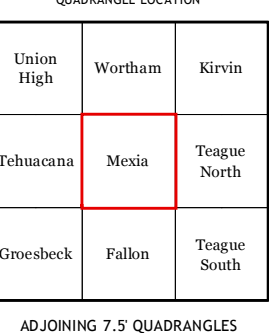 QUADRANGLE LOCATION
Union High
Wortham
Kirvin
Tehuacana
Mexia
Teague North
Groesbeck
Fallon
Teague South
ADJOINING 7.5' QUADRANGLES